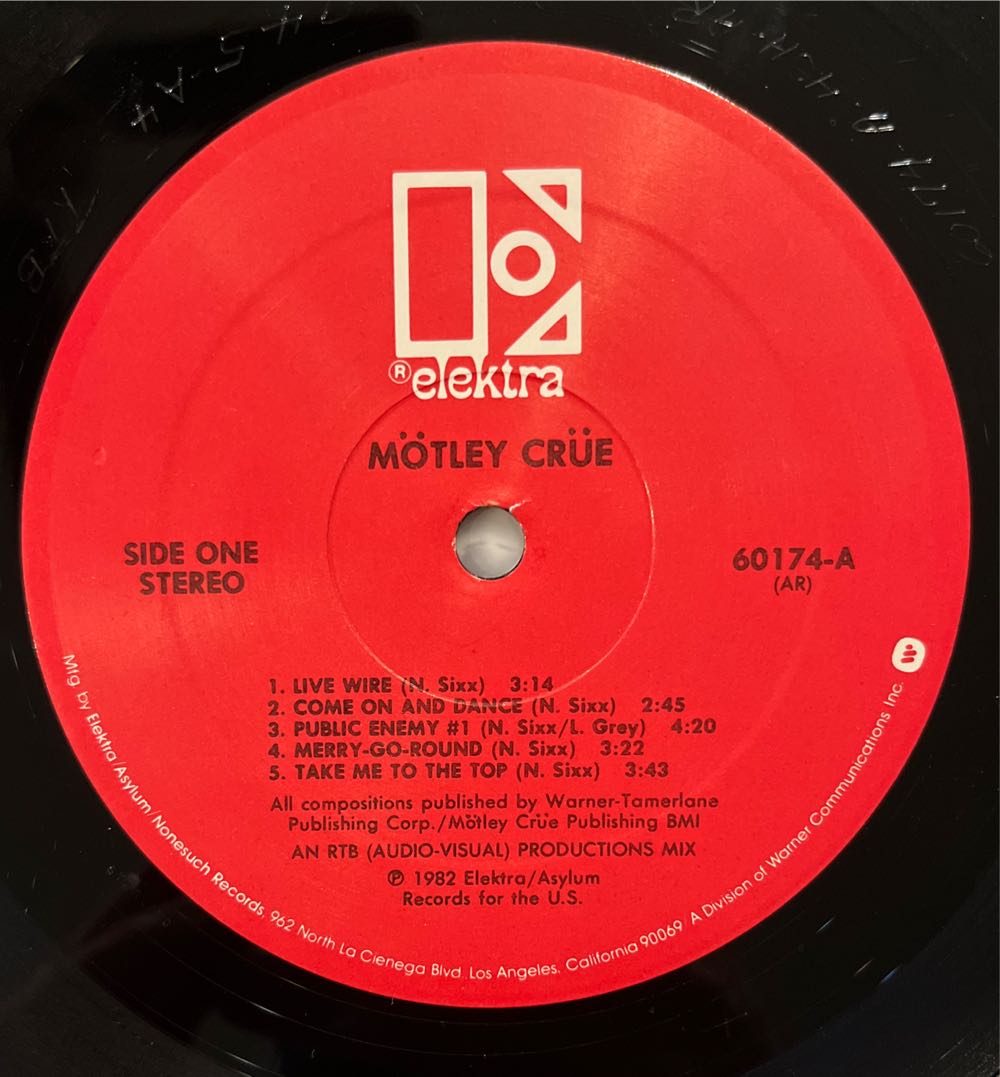 ® elektra
MÖTLEY CRÜE
SIDE ONE
STEREO
60174-A
(AR)
1. LIVE WIRE (N. Sixx) 3:14
2. COME ON AND DANCE (N. Sixx) 2:45
3. PUBLIC ENEMY #1 (N. Sixx/L. Grey) 4:20
4. MERRY-GO-ROUND (N. Sixx) 3:22
5. TAKE ME TO THE TOP (N. Sixx) 3:43
All compositions published by Warner-Tamerlane
Publishing Corp./Mötley Crüe Publishing BMI
AN RTB (AUDIO-VISUAL) PRODUCTIONS MIX
℗ 1982 Elektra/Asylum
Records for the U.S.
Mfg. by Elektra/Asylum/Nonesuch Records, 962 North La Cienega Blvd., Los Angeles, California 90069 A Division of Warner Communications Inc.